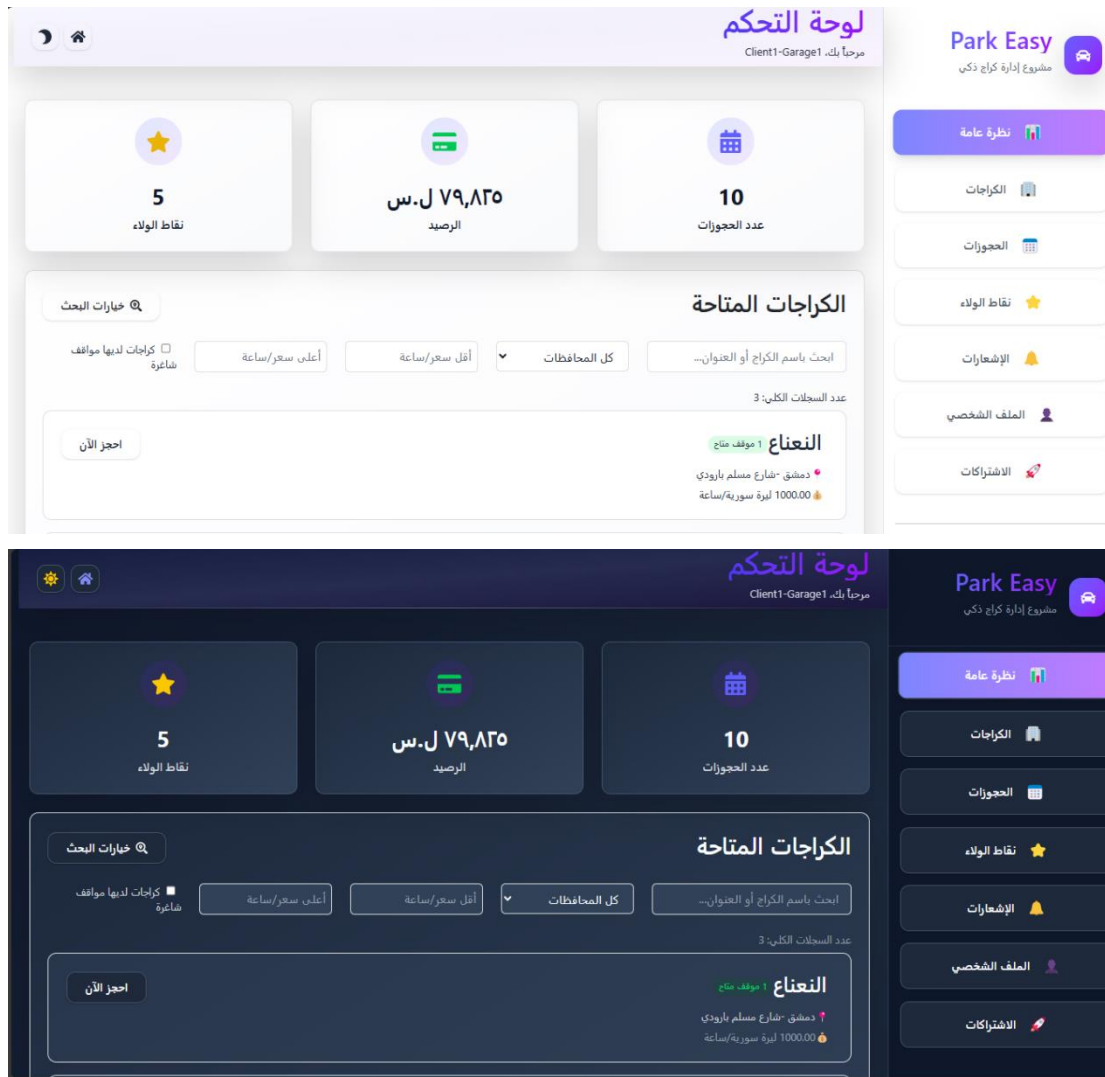 لوحة التحكم
مرحباً بك، Client1-Garage1
Park Easy
مشروع إدارة كراج ذكي
نظرة عامة
الكراجات
الحجوزات
نقاط الولاء
الإشعارات
الملف الشخصي
الاشتراكات
10
عدد الحجوزات
٧٩,٨٢٥ ل.س
الرصيد
5
نقاط الولاء
الكراجات المتاحة
خيارات البحث
ابحث باسم الكراج أو العنوان...
كل المحافظات
أقل سعر/ساعة
أعلى سعر/ساعة
كراجات لديها مواقف
شاغرة
عدد السجلات الكلي: 3
النعناع 1 موقف متاح
احجز الآن
دمشق -شارع مسلم بارودي
1000.00 ليرة سورية/ساعة
لوحة التحكم
مرحباً بك، Client1-Garage1
Park Easy
مشروع إدارة كراج ذكي
نظرة عامة
الكراجات
الحجوزات
نقاط الولاء
الإشعارات
الملف الشخصي
الاشتراكات
10
عدد الحجوزات
٧٩,٨٢٥ ل.س
الرصيد
5
نقاط الولاء
الكراجات المتاحة
خيارات البحث
ابحث باسم الكراج أو العنوان...
كل المحافظات
أقل سعر/ساعة
أعلى سعر/ساعة
كراجات لديها مواقف
شاغرة
عدد السجلات الكلي: 3
النعناع 1 موقف متاح
احجز الآن
دمشق -شارع مسلم بارودي
1000.00 ليرة سورية/ساعة